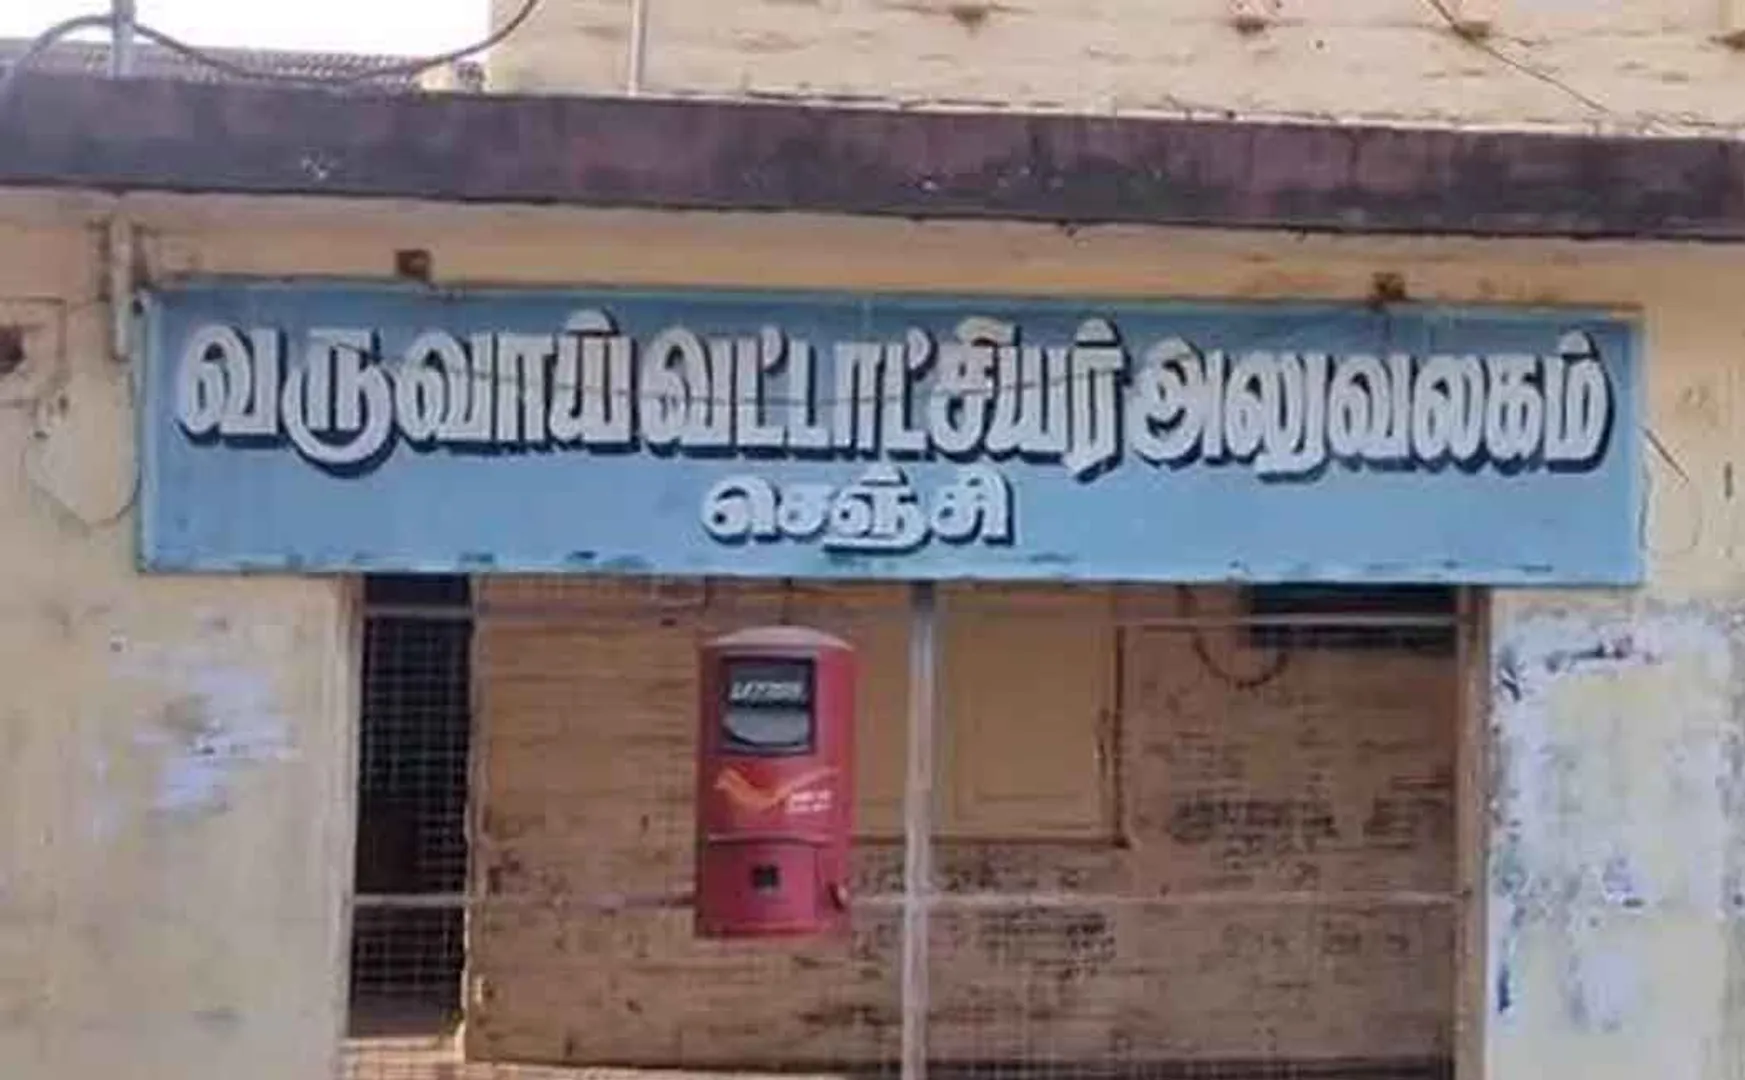 வருவாய் வட்டாட்சியர் அலுவலகம்
செஞ்சி